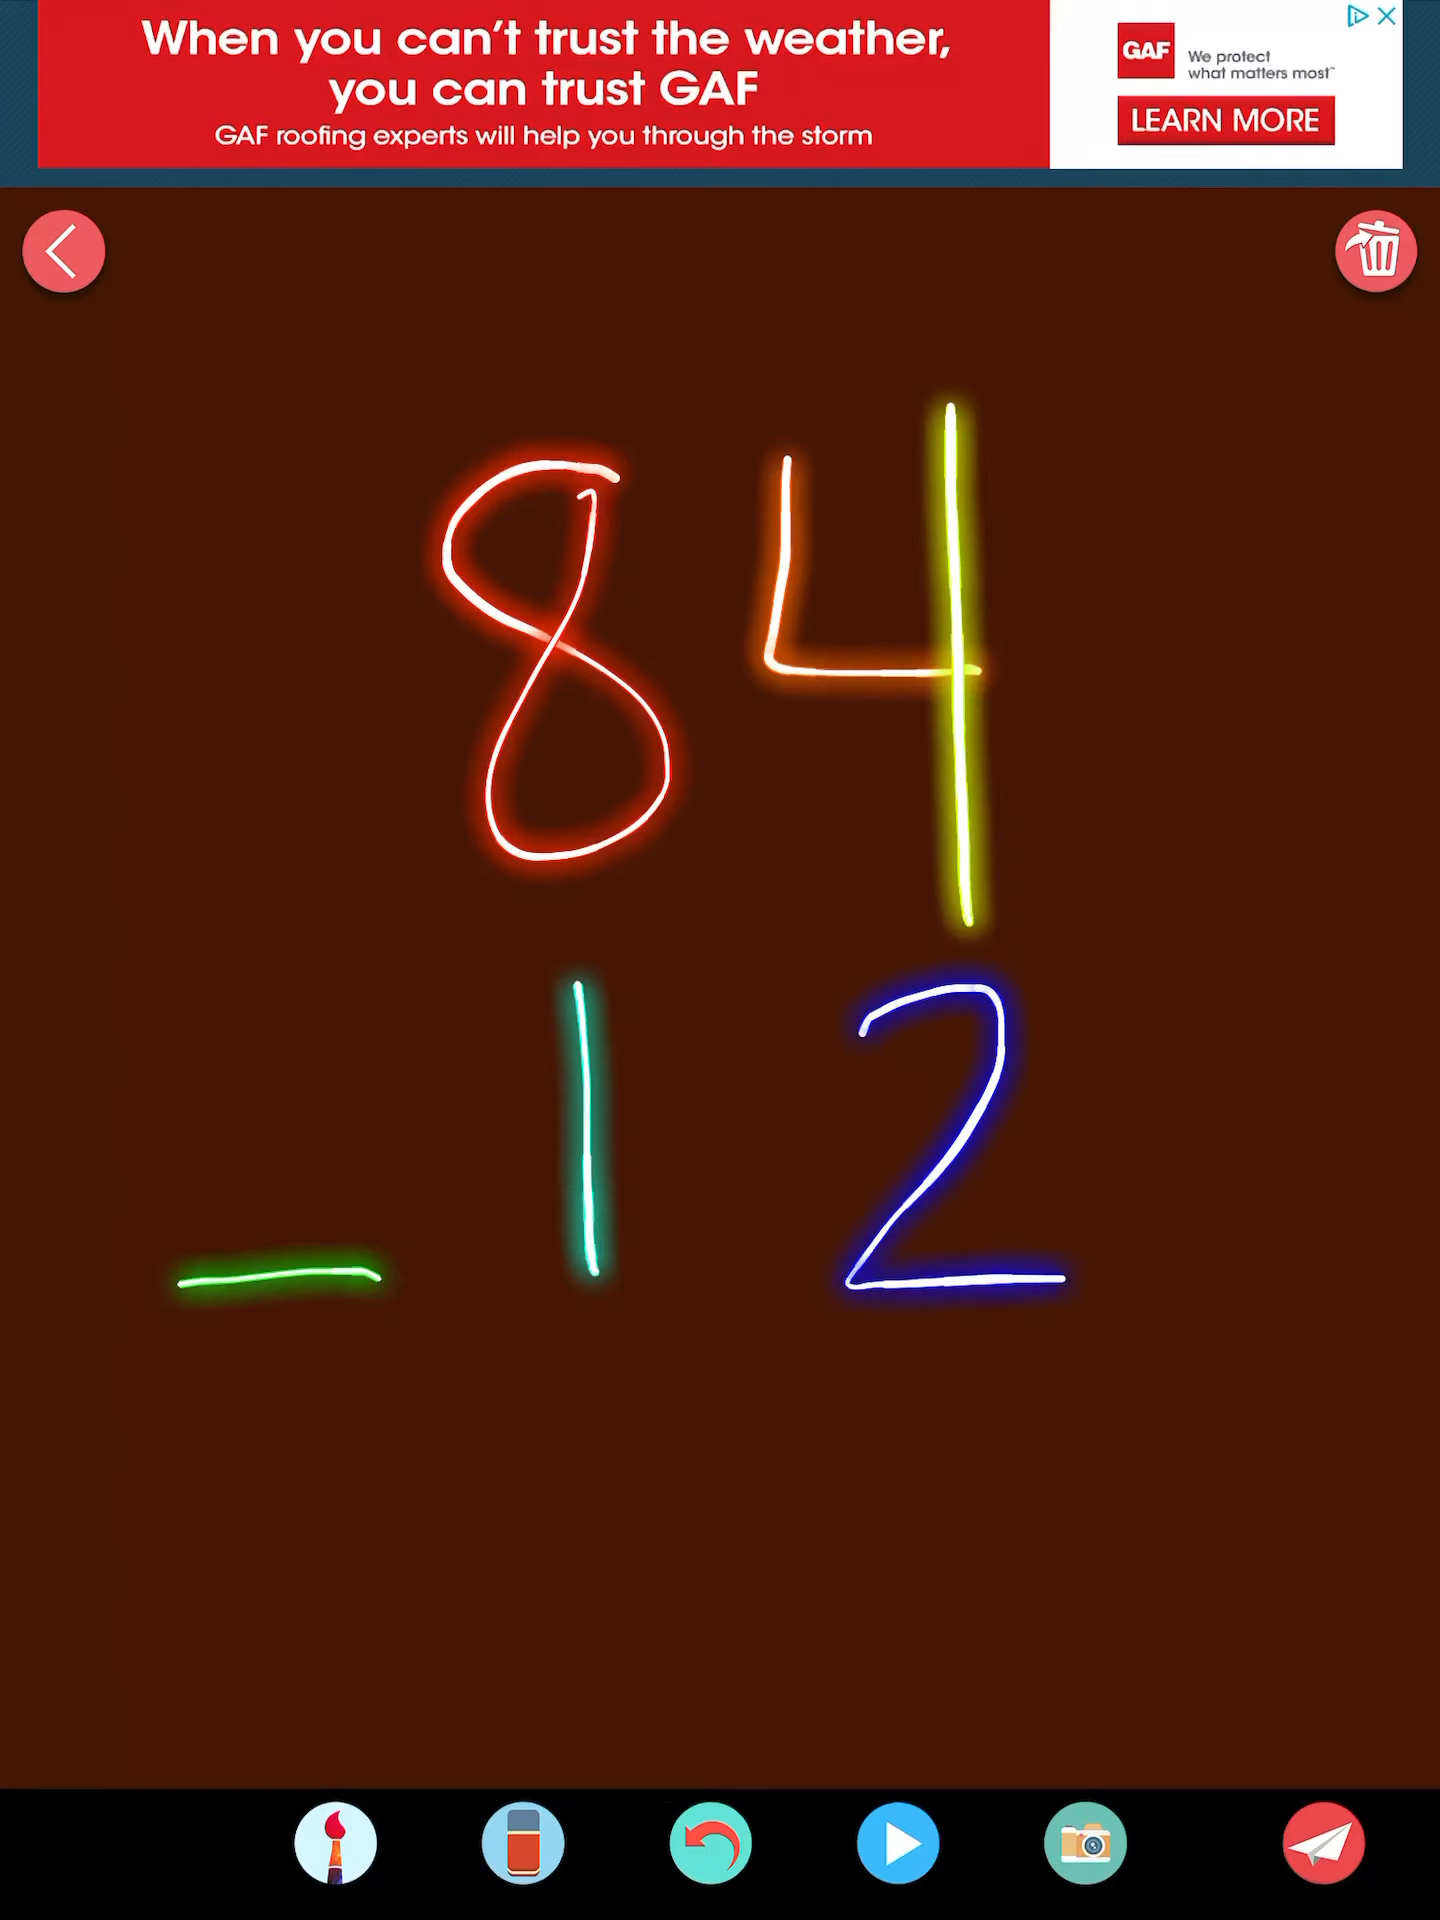 When you can't trust the weather,
you can trust GAF
GAF roofing experts will help you through the storm
GAF
We protect
what matters most™
LEARN MORE
84
_ 12